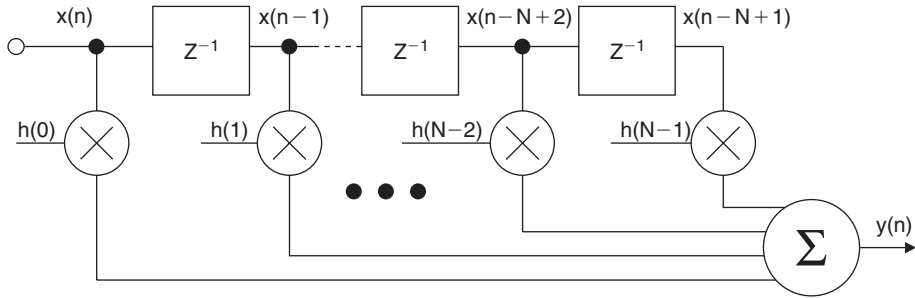 x(n) x(n−1) x(n−N+2) x(n−N+1)
Z⁻¹ Z⁻¹ Z⁻¹
h(0) h(1) h(N−2) h(N−1)
y(n)
Σ